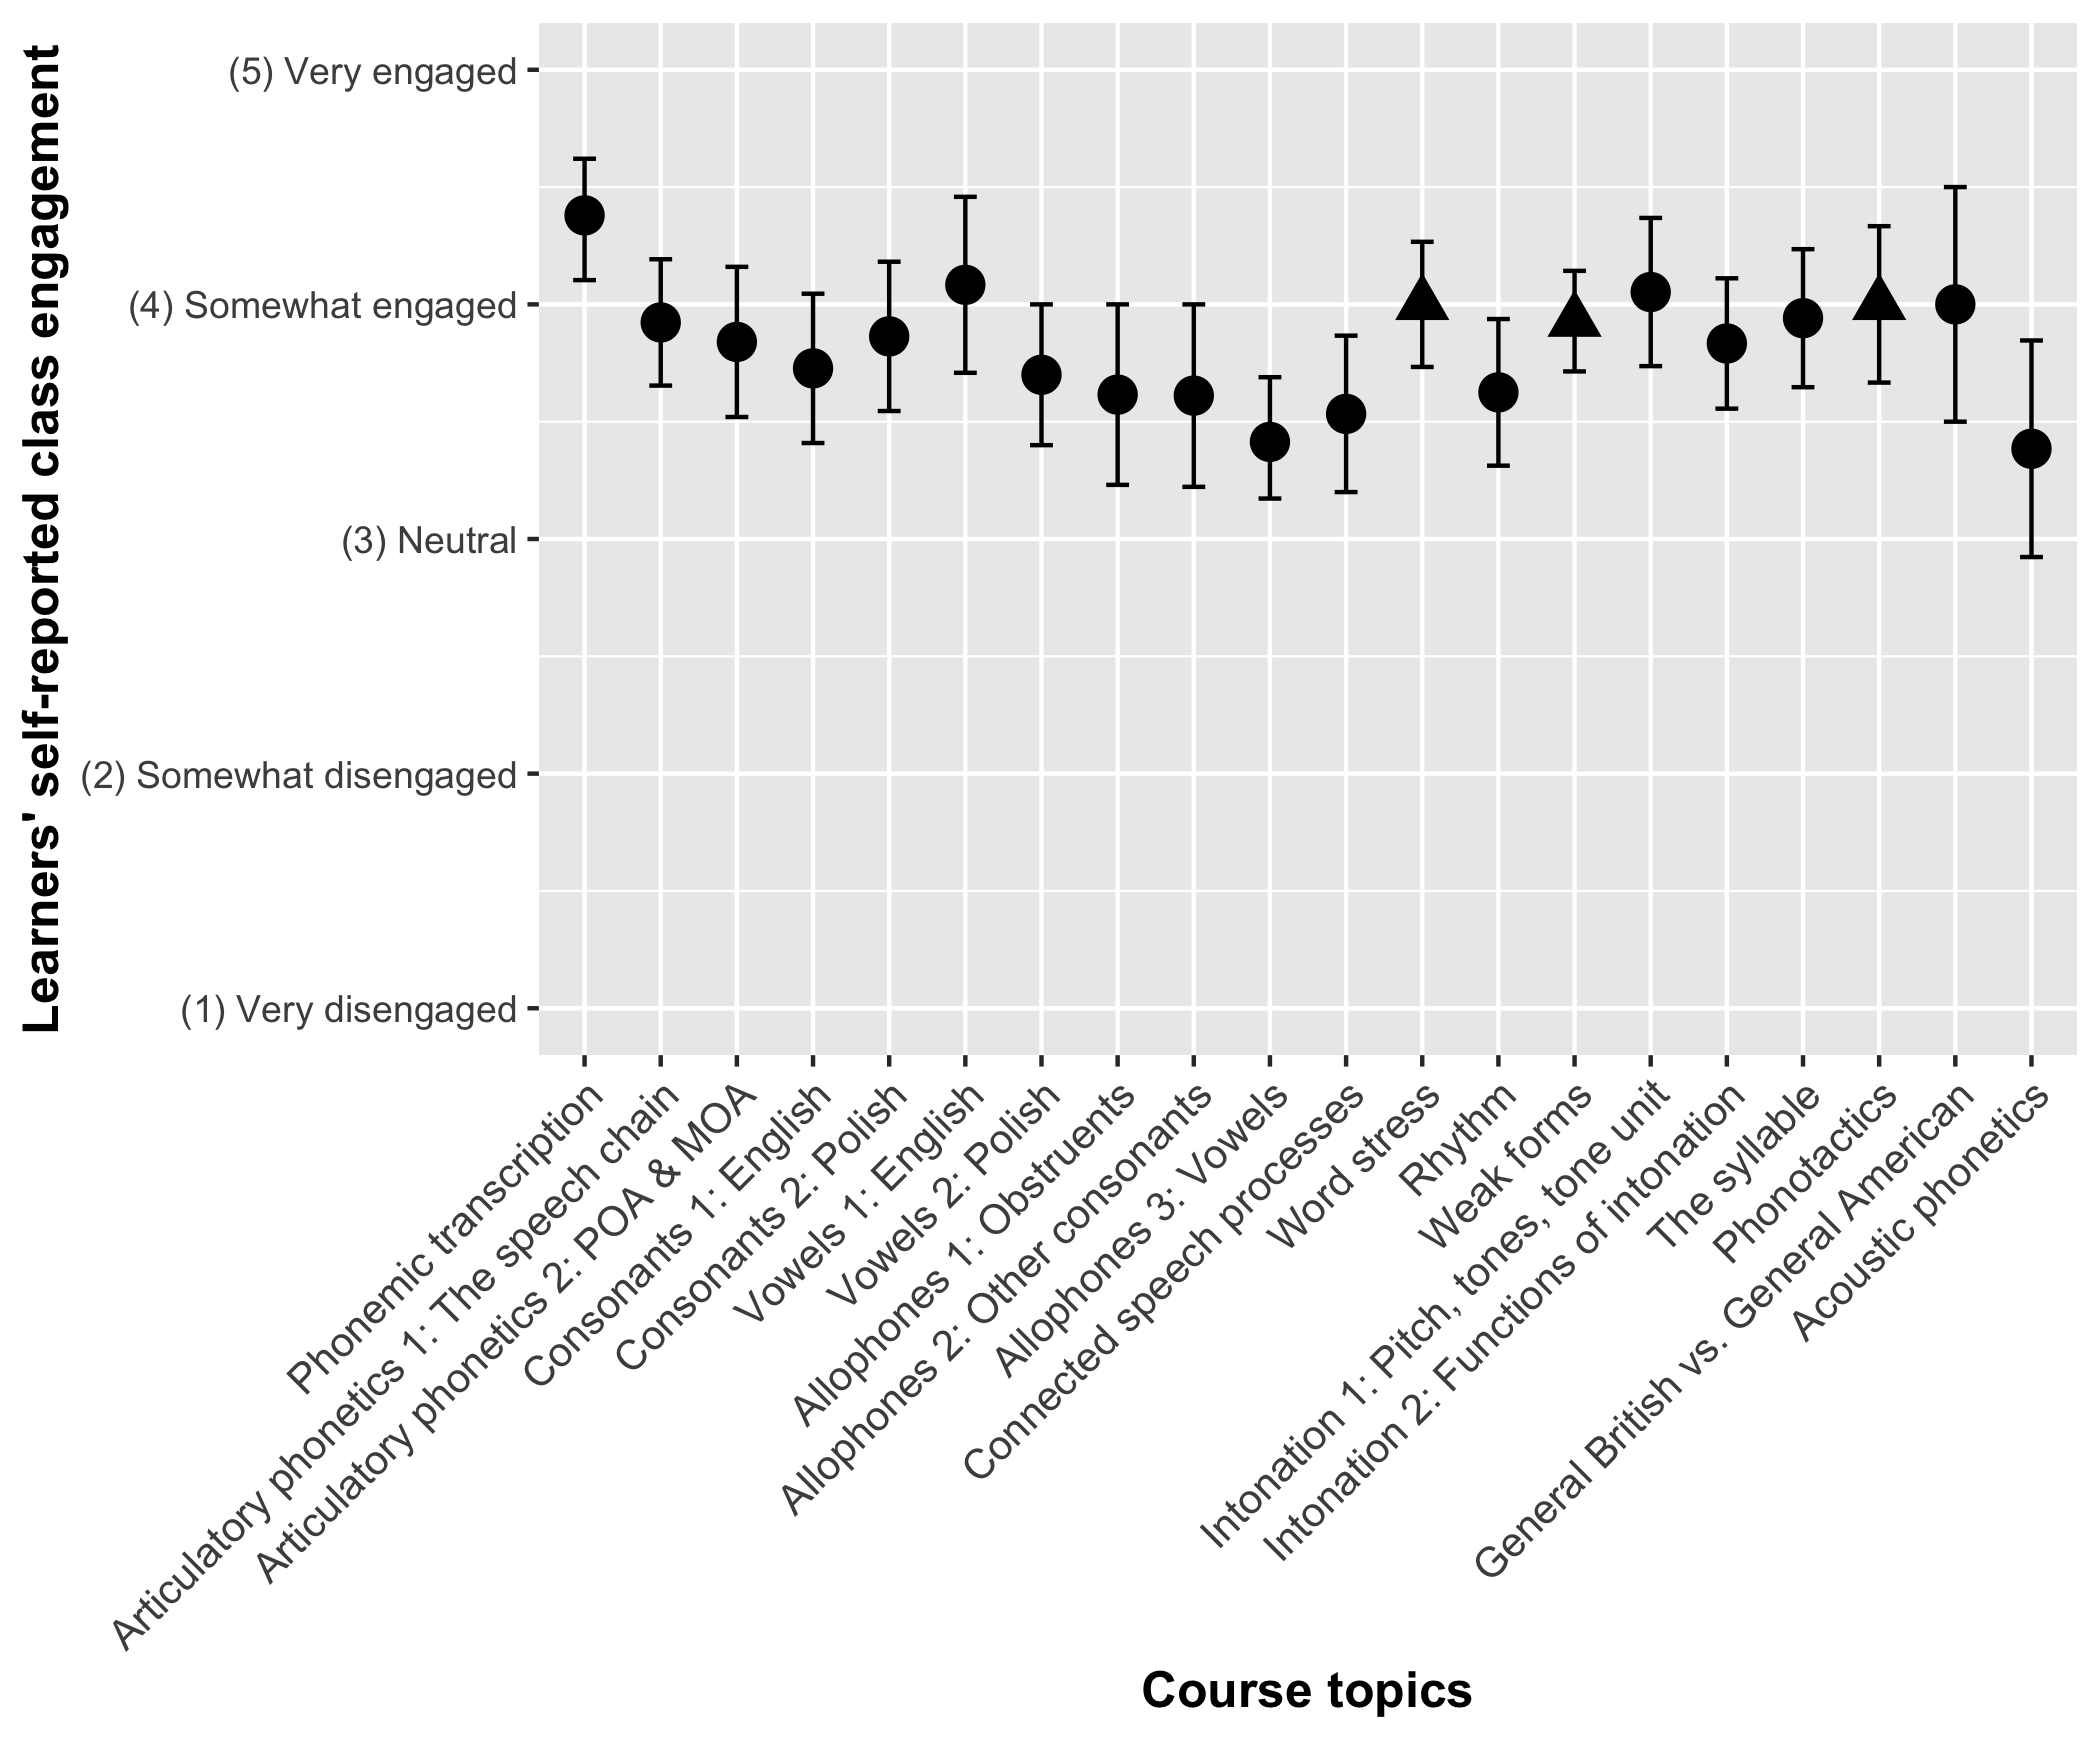 Learners' self-reported class engagement
(5) Very engaged
(4) Somewhat engaged
(3) Neutral
(2) Somewhat disengaged
(1) Very disengaged
Phonemic transcription
Articulatory phonetics 1: The speech chain
Articulatory phonetics 2: POA & MOA
Consonants 1: English
Consonants 2: Polish
Vowels 1: English
Vowels 2: Polish
Allophones 1: Obstruents
Allophones 2: Other consonants
Allophones 3: Vowels
Connected speech processes
Word stress
Rhythm
Weak forms
Intonation 1: Pitch, tones, tone unit
Intonation 2: Functions of intonation
The syllable
Phonotactics
General British vs. General American
Acoustic phonetics
Course topics